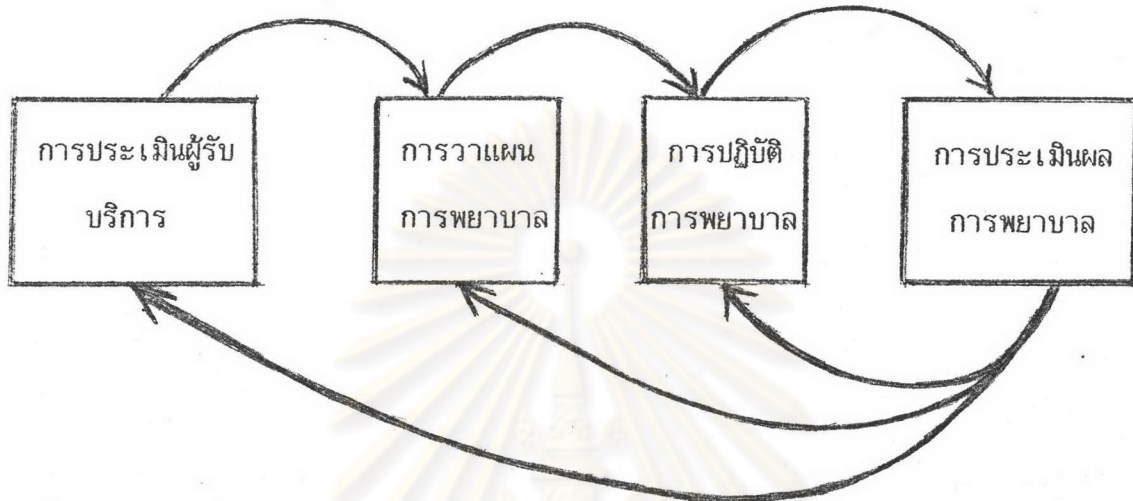 การประเมินผู้รับ
บริการ
การวาแผน
การพยาบาล
การปฏิบัติ
การพยาบาล
การประเมินผล
การพยาบาล